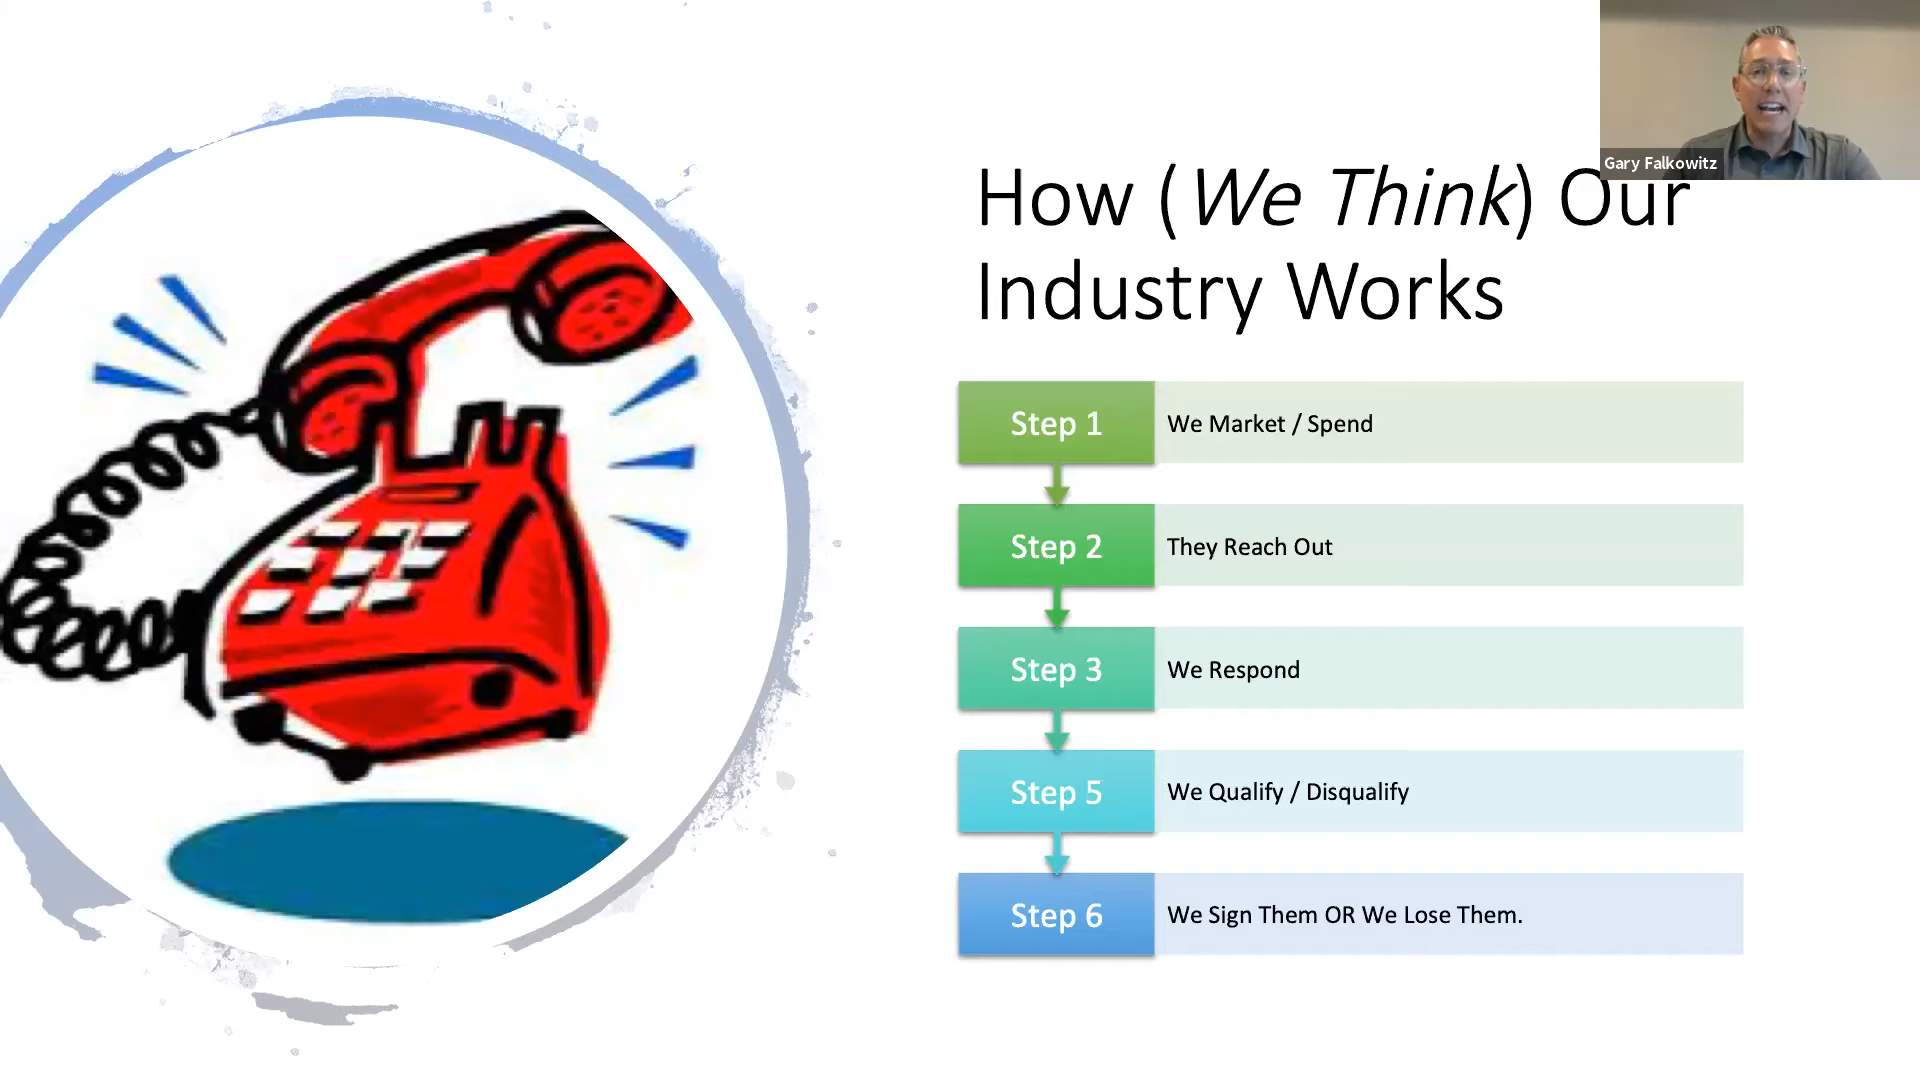 Gary Falkowitz
How (We Think) Our
Industry Works
Step 1
We Market / Spend
Step 2
They Reach Out
Step 3
We Respond
Step 5
We Qualify / Disqualify
Step 6
We Sign Them OR We Lose Them.